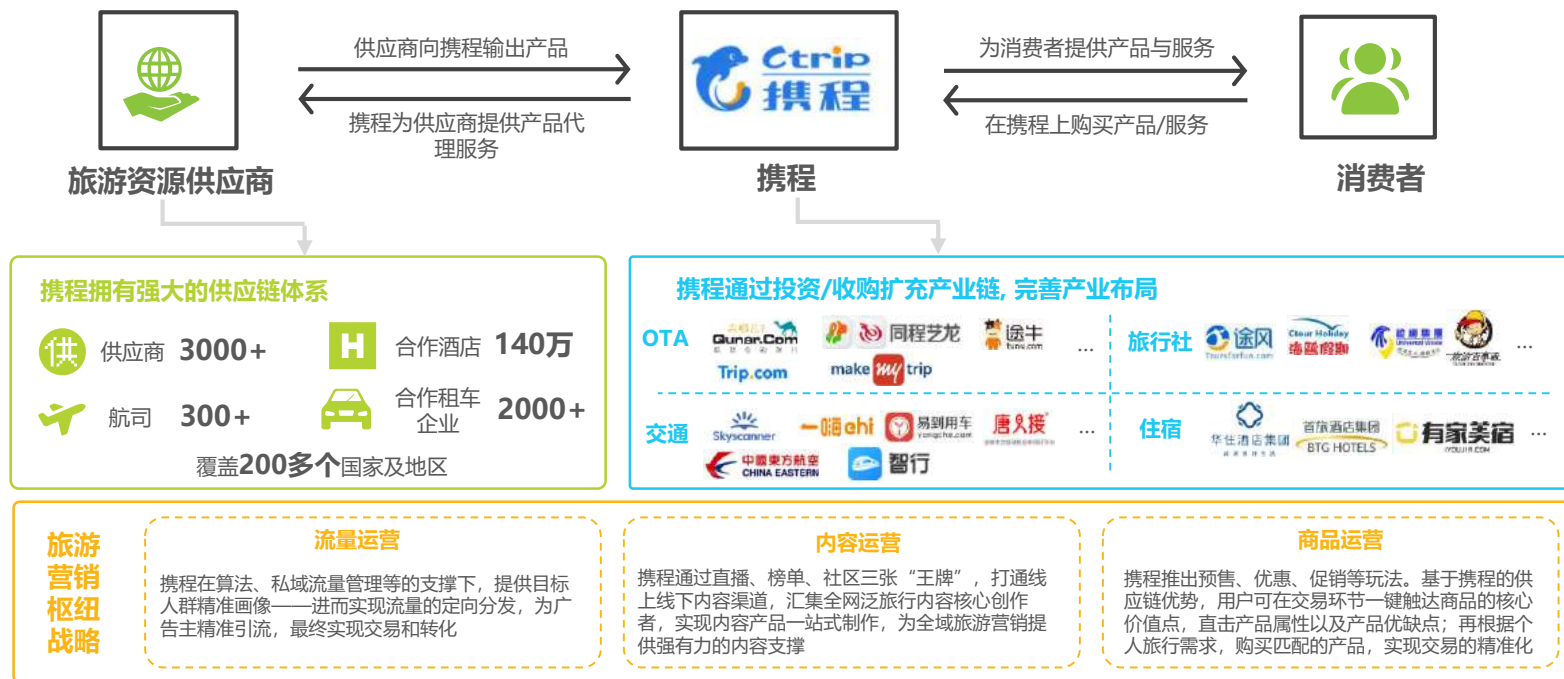 供应商向携程输出产品
携程为供应商提供产品代
理服务
Ctrip
携程
为消费者提供产品与服务
在携程上购买产品/服务
旅游资源供应商
携程
消费者
携程拥有强大的供应链体系
供
供应商 3000+
H
合作酒店 140万
航司 300+
合作租车
企业
2000+
覆盖200多个国家及地区
携程通过投资/收购扩充产业链, 完善产业布局
OTA
Qunar.Com
同程艺龙
途牛
tuniu.com
...
Trip.com
make my trip
旅行社
途风
Toursforfun.com
Ctour Holiday
海鸥假期
...
交通
Skyscanner
一嗨 eHi
易到用车
yongche.com
唐人接
...
中國東方航空
CHINA EASTERN
智行
住宿
华住酒店集团
首旅酒店集团
BTG HOTELS
有家美宿
iYOUJIA.COM
...
旅游
营销
枢纽
战略
流量运营
携程在算法、私域流量管理等的支撑下，提供目标
人群精准画像——进而实现流量的定向分发，为广
告主精准引流，最终实现交易和转化
内容运营
携程通过直播、榜单、社区三张“王牌”，打通线
上线下内容渠道，汇集全网泛旅行内容核心创作
者，实现内容产品一站式制作，为全域旅游营销提
供强有力的内容支撑
商品运营
携程推出预售、优惠、促销等玩法。基于携程的供
应链优势，用户可在交易环节一键触达商品的核心
价值点，直击产品属性以及产品优缺点；再根据个
人旅行需求，购买匹配的产品，实现交易的精准化